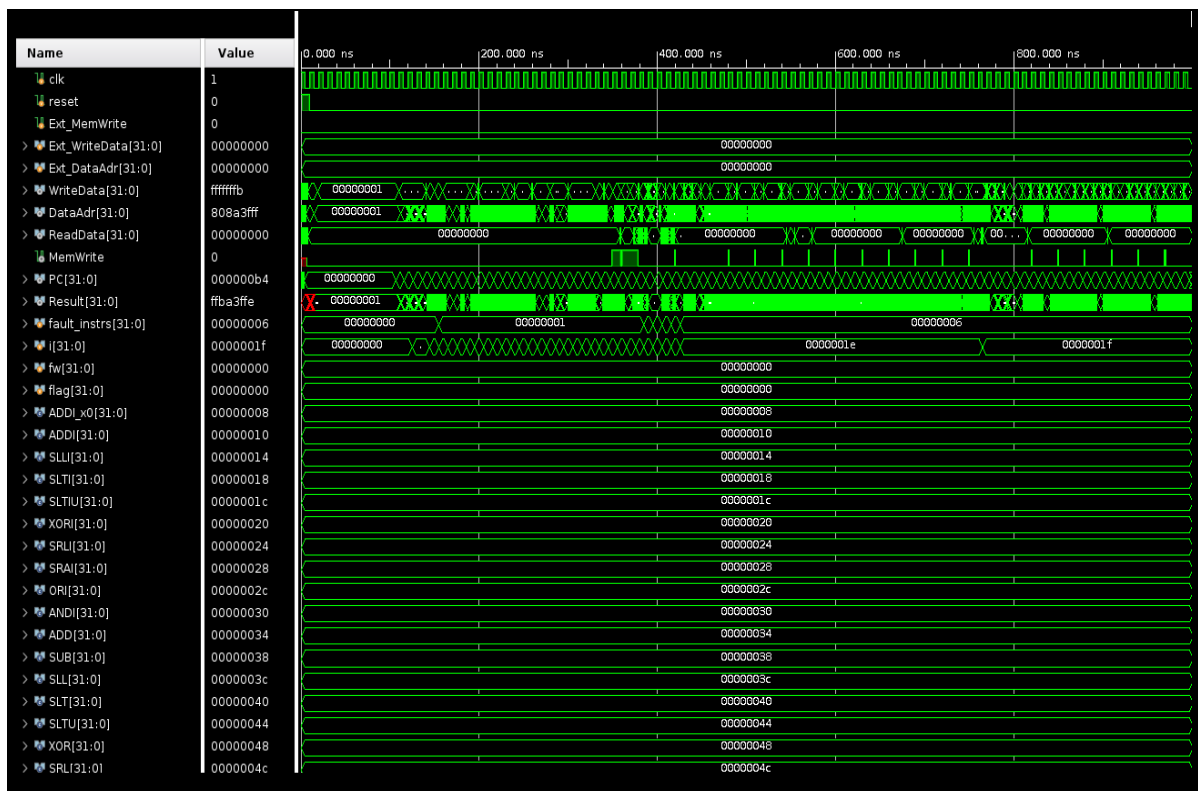 Name Value 0.000 ns 200.000 ns 400.000 ns 600.000 ns 800.000 ns
clk 1
reset 0
Ext_MemWrite 0
Ext_WriteData[31:0] 00000000 00000000
Ext_DataAdr[31:0] 00000000 00000000
WriteData[31:0] fffffffb 00000001
DataAdr[31:0] 808a3fff 00000001
ReadData[31:0] 00000000 00000000 00000000 00000000 00000000 00... 00000000 00000000
MemWrite 0
PC[31:0] 000000b4 00000000
Result[31:0] ffba3ffe 00000001
fault_instrs[31:0] 00000006 00000000 00000001 00000006
i[31:0] 0000001f 00000000 0000001e 0000001f
fw[31:0] 00000000 00000000
flag[31:0] 00000000 00000000
ADDI_x0[31:0] 00000008 00000008
ADDI[31:0] 00000010 00000010
SLLI[31:0] 00000014 00000014
SLTI[31:0] 00000018 00000018
SLTIU[31:0] 0000001c 0000001c
XORI[31:0] 00000020 00000020
SRLI[31:0] 00000024 00000024
SRAI[31:0] 00000028 00000028
ORI[31:0] 0000002c 0000002c
ANDI[31:0] 00000030 00000030
ADD[31:0] 00000034 00000034
SUB[31:0] 00000038 00000038
SLL[31:0] 0000003c 0000003c
SLT[31:0] 00000040 00000040
SLTU[31:0] 00000044 00000044
XOR[31:0] 00000048 00000048
SRL[31:0] 0000004c 0000004c